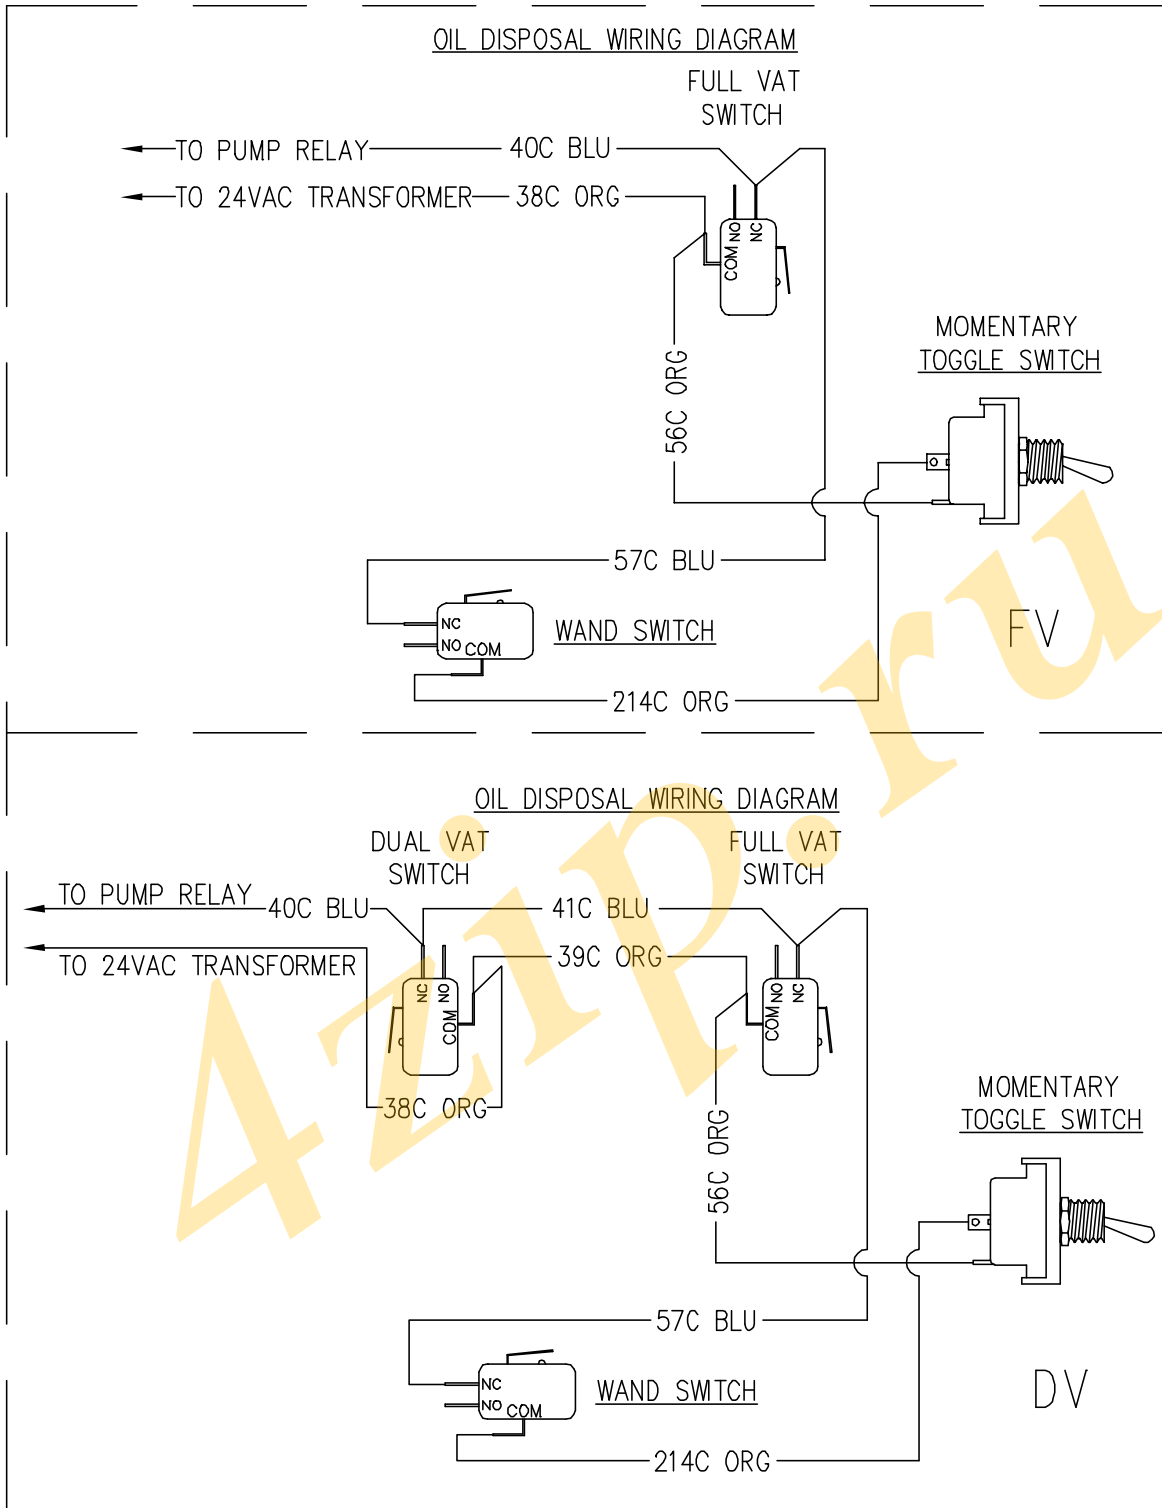 OIL DISPOSAL WIRING DIAGRAM
FULL VAT
SWITCH
TO PUMP RELAY
40C BLU
TO 24VAC TRANSFORMER
38C ORG
NO
NC
COM
56C ORG
MOMENTARY
TOGGLE SWITCH
57C BLU
NC
NO
COM
WAND SWITCH
FV
214C ORG
OIL DISPOSAL WIRING DIAGRAM
DUAL VAT
SWITCH
FULL VAT
SWITCH
TO PUMP RELAY
40C BLU
41C BLU
TO 24VAC TRANSFORMER
39C ORG
NC
NO
COM
NO
NC
COM
38C ORG
56C ORG
MOMENTARY
TOGGLE SWITCH
57C BLU
NC
NO
COM
WAND SWITCH
DV
214C ORG
4zip.ru